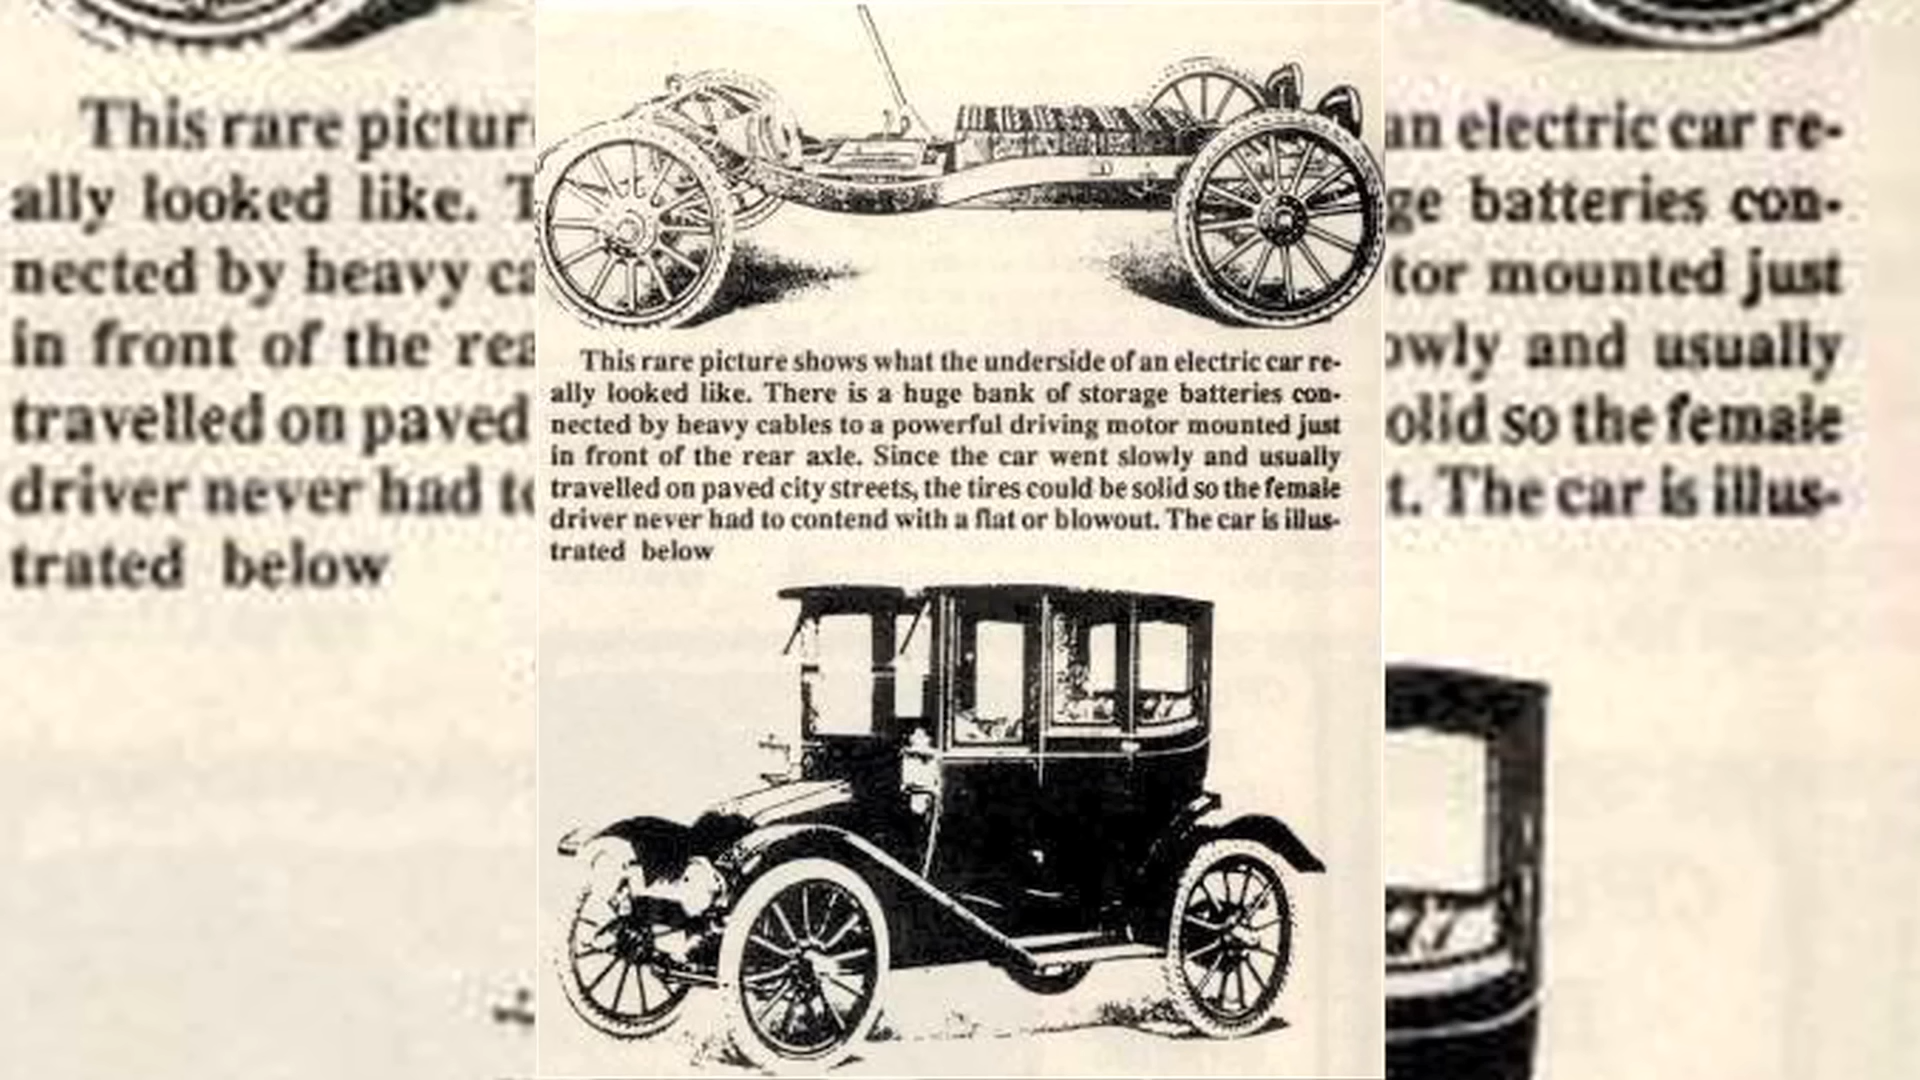 This rare picture shows what the underside of an electric car re-
ally looked like. There is a huge bank of storage batteries con-
nected by heavy cables to a powerful driving motor mounted just
in front of the rear axle. Since the car went slowly and usually
travelled on paved city streets, the tires could be solid so the female
driver never had to contend with a flat or blowout. The car is illus-
trated below